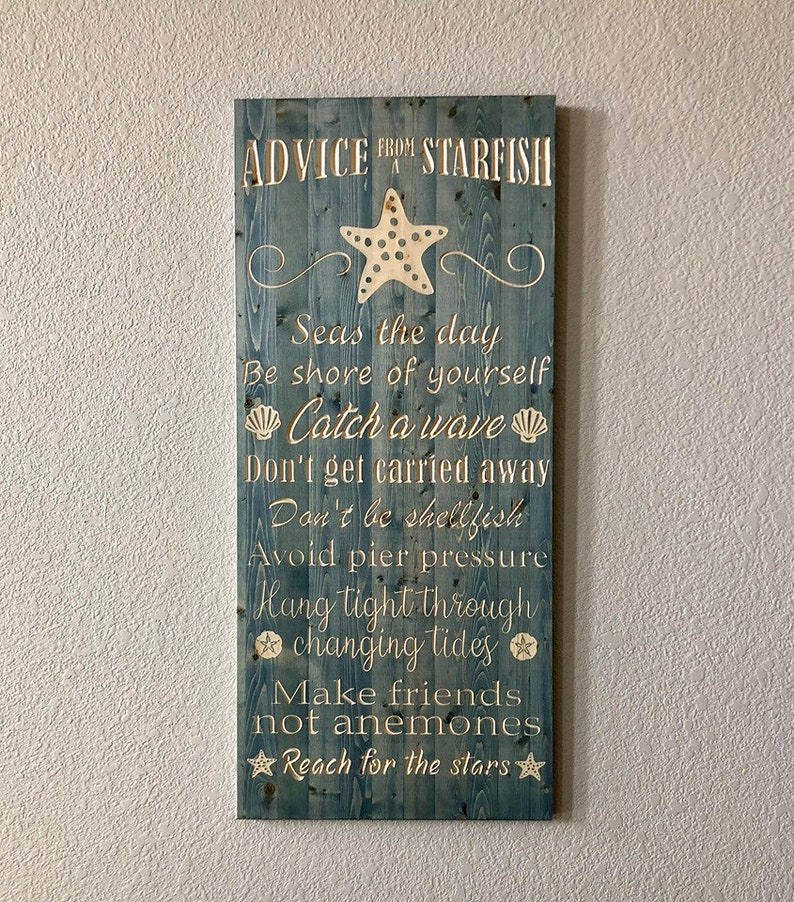 ADVICE FROM A STARFISH
Seas the day
Be shore of yourself
Catch a wave
Don't get carried away
Don't be shellfish
Avoid pier pressure
Hang tight through
changing tides
Make friends
not anemones
Reach for the stars